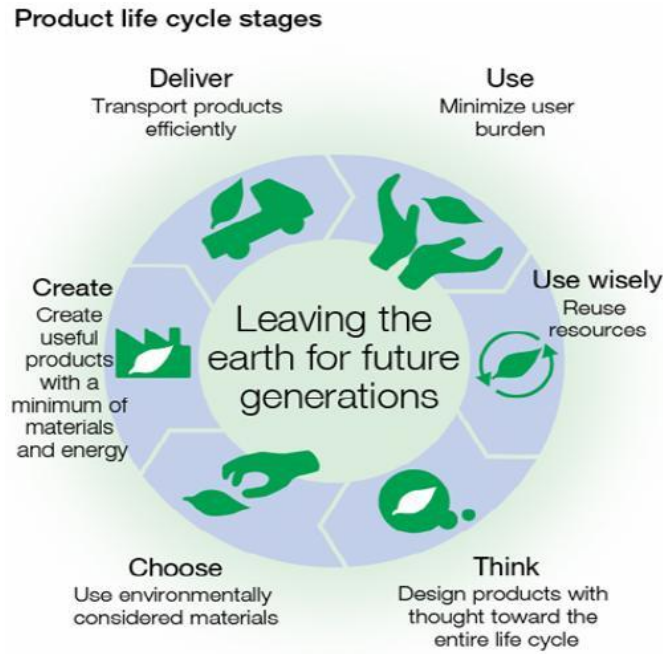 Product life cycle stages
Deliver
Transport products
efficiently
Use
Minimize user
burden
Use wisely
Reuse
resources
Think
Design products with
thought toward the
entire life cycle
Choose
Use environmentally
considered materials
Create
Create
useful
products
with a
minimum of
materials
and energy
Leaving the
earth for future
generations